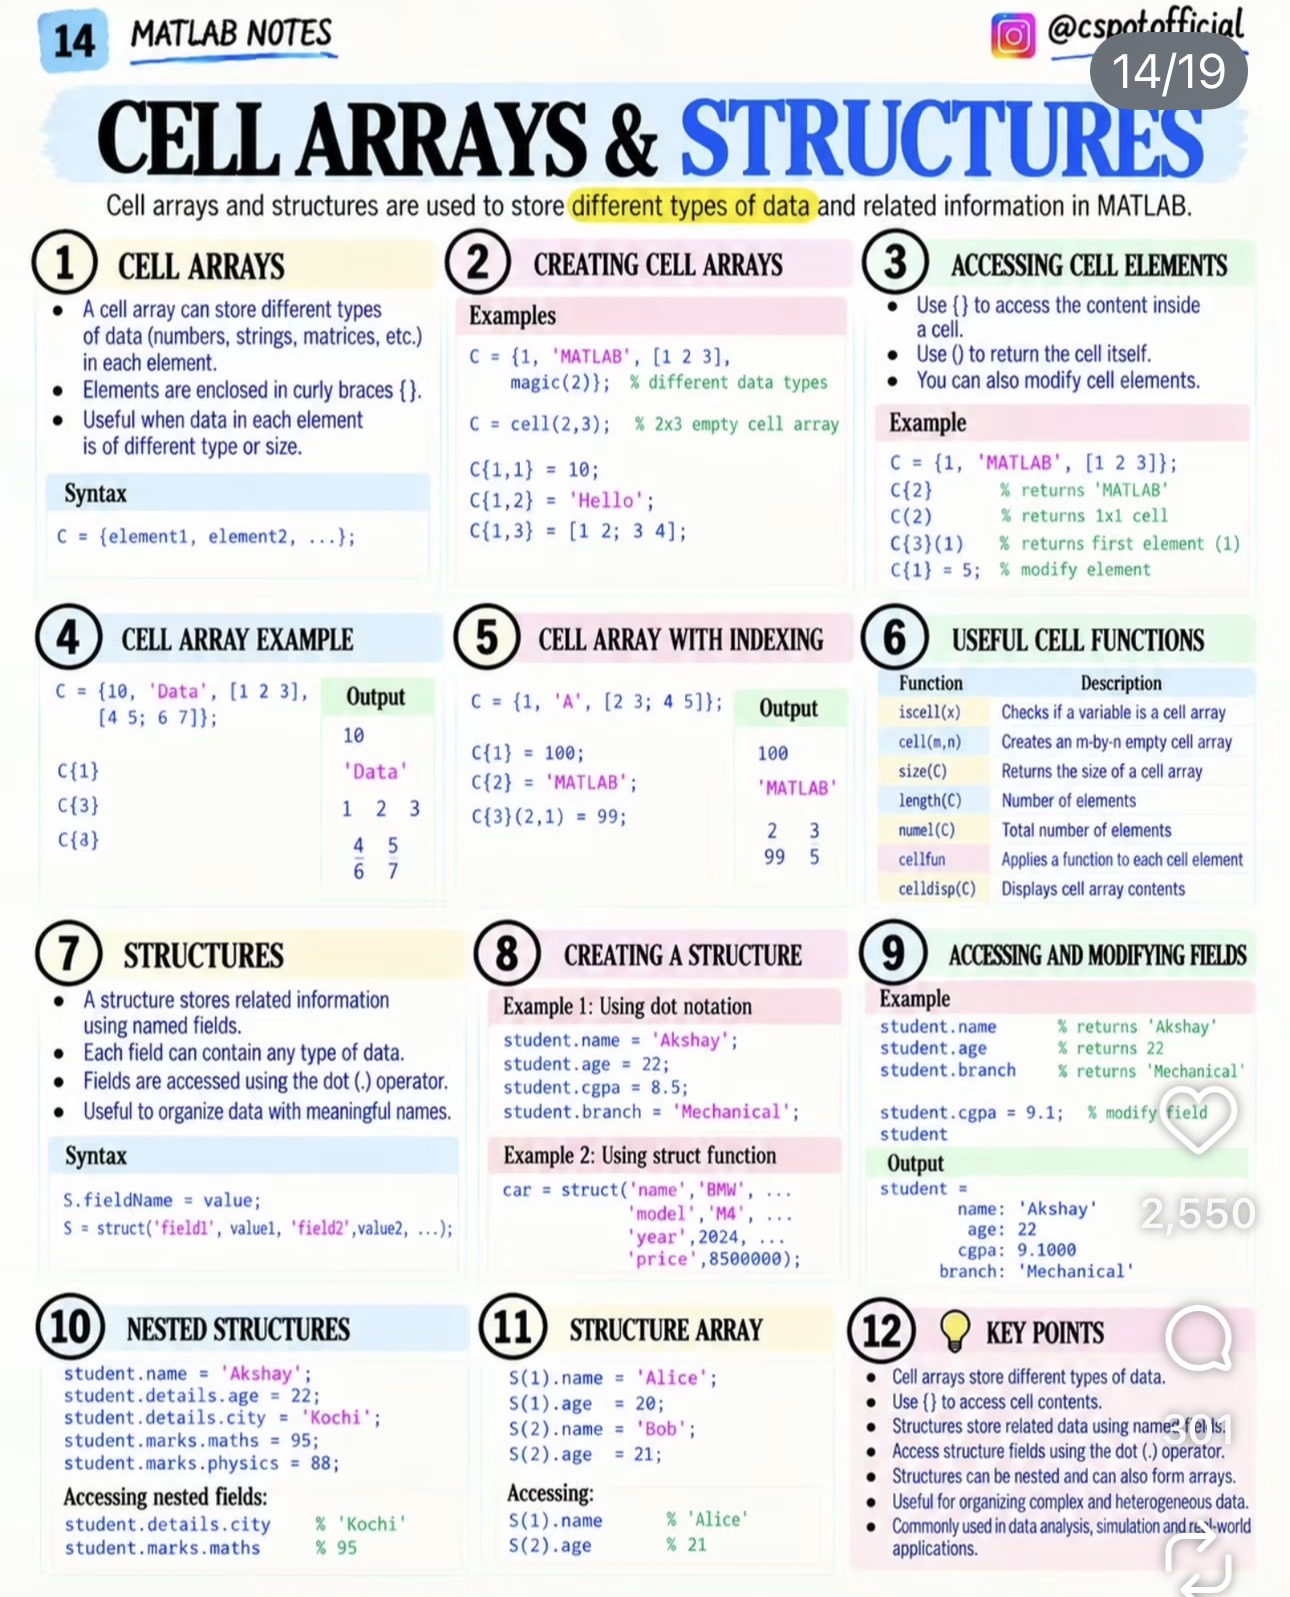 14 MATLAB NOTES
@cspotofficial
14/19
CELL ARRAYS & STRUCTURES
Cell arrays and structures are used to store different types of data and related information in MATLAB.
1 CELL ARRAYS
• A cell array can store different types
of data (numbers, strings, matrices, etc.)
in each element.
• Elements are enclosed in curly braces {}.
• Useful when data in each element
is of different type or size.
Syntax
C = {element1, element2, ...};
2 CREATING CELL ARRAYS
Examples
C = {1, 'MATLAB', [1 2 3],
magic(2)}; % different data types
C = cell(2,3); % 2x3 empty cell array
C{1,1} = 10;
C{1,2} = 'Hello';
C{1,3} = [1 2; 3 4];
3 ACCESSING CELL ELEMENTS
• Use {} to access the content inside
a cell.
• Use () to return the cell itself.
• You can also modify cell elements.
Example
C = {1, 'MATLAB', [1 2 3]};
C{2} % returns 'MATLAB'
C(2) % returns 1x1 cell
C{3}(1) % returns first element (1)
C{1} = 5; % modify element
4 CELL ARRAY EXAMPLE
C = {10, 'Data', [1 2 3],
[4 5; 6 7]};
C{1}
C{3}
Output
10
'Data'
1 2 3
4 5
6 7
5 CELL ARRAY WITH INDEXING
C = {1, 'A', [2 3; 4 5]};
C{1} = 100;
C{2} = 'MATLAB';
C{3}(2,1) = 99;
Output
100
'MATLAB'
2 3
99 5
6 USEFUL CELL FUNCTIONS
Function Description
iscell(x) Checks if a variable is a cell array
cell(m,n) Creates an m-by-n empty cell array
size(C) Returns the size of a cell array
length(C) Number of elements
numel(C) Total number of elements
cellfun Applies a function to each cell element
celldisp(C) Displays cell array contents
7 STRUCTURES
• A structure stores related information
using named fields.
• Each field can contain any type of data.
• Fields are accessed using the dot (.) operator.
• Useful to organize data with meaningful names.
Syntax
S.fieldName = value;
S = struct('field1', value1, 'field2',value2, ...);
8 CREATING A STRUCTURE
Example 1: Using dot notation
student.name = 'Akshay';
student.age = 22;
student.cgpa = 8.5;
student.branch = 'Mechanical';
Example 2: Using struct function
car = struct('name','BMW', ...
'model','M4', ...
'year',2024, ...
'price',8500000);
9 ACCESSING AND MODIFYING FIELDS
Example
student.name % returns 'Akshay'
student.age % returns 22
student.branch % returns 'Mechanical'
student.cgpa = 9.1; % modify field
student
Output
student =
name: 'Akshay'
age: 22
cgpa: 9.1000
branch: 'Mechanical'
2,550
10 NESTED STRUCTURES
student.name = 'Akshay';
student.details.age = 22;
student.details.city = 'Kochi';
student.marks.maths = 95;
student.marks.physics = 88;
Accessing nested fields:
student.details.city % 'Kochi'
student.marks.maths % 95
11 STRUCTURE ARRAY
S(1).name = 'Alice';
S(1).age = 20;
S(2).name = 'Bob';
S(2).age = 21;
Accessing:
S(1).name % 'Alice'
S(2).age % 21
12 KEY POINTS
• Cell arrays store different types of data.
• Use {} to access cell contents.
• Structures store related data using named fields.
301
• Access structure fields using the dot (.) operator.
• Structures can be nested and can also form arrays.
• Useful for organizing complex and heterogeneous data.
• Commonly used in data analysis, simulation and real-world
applications.